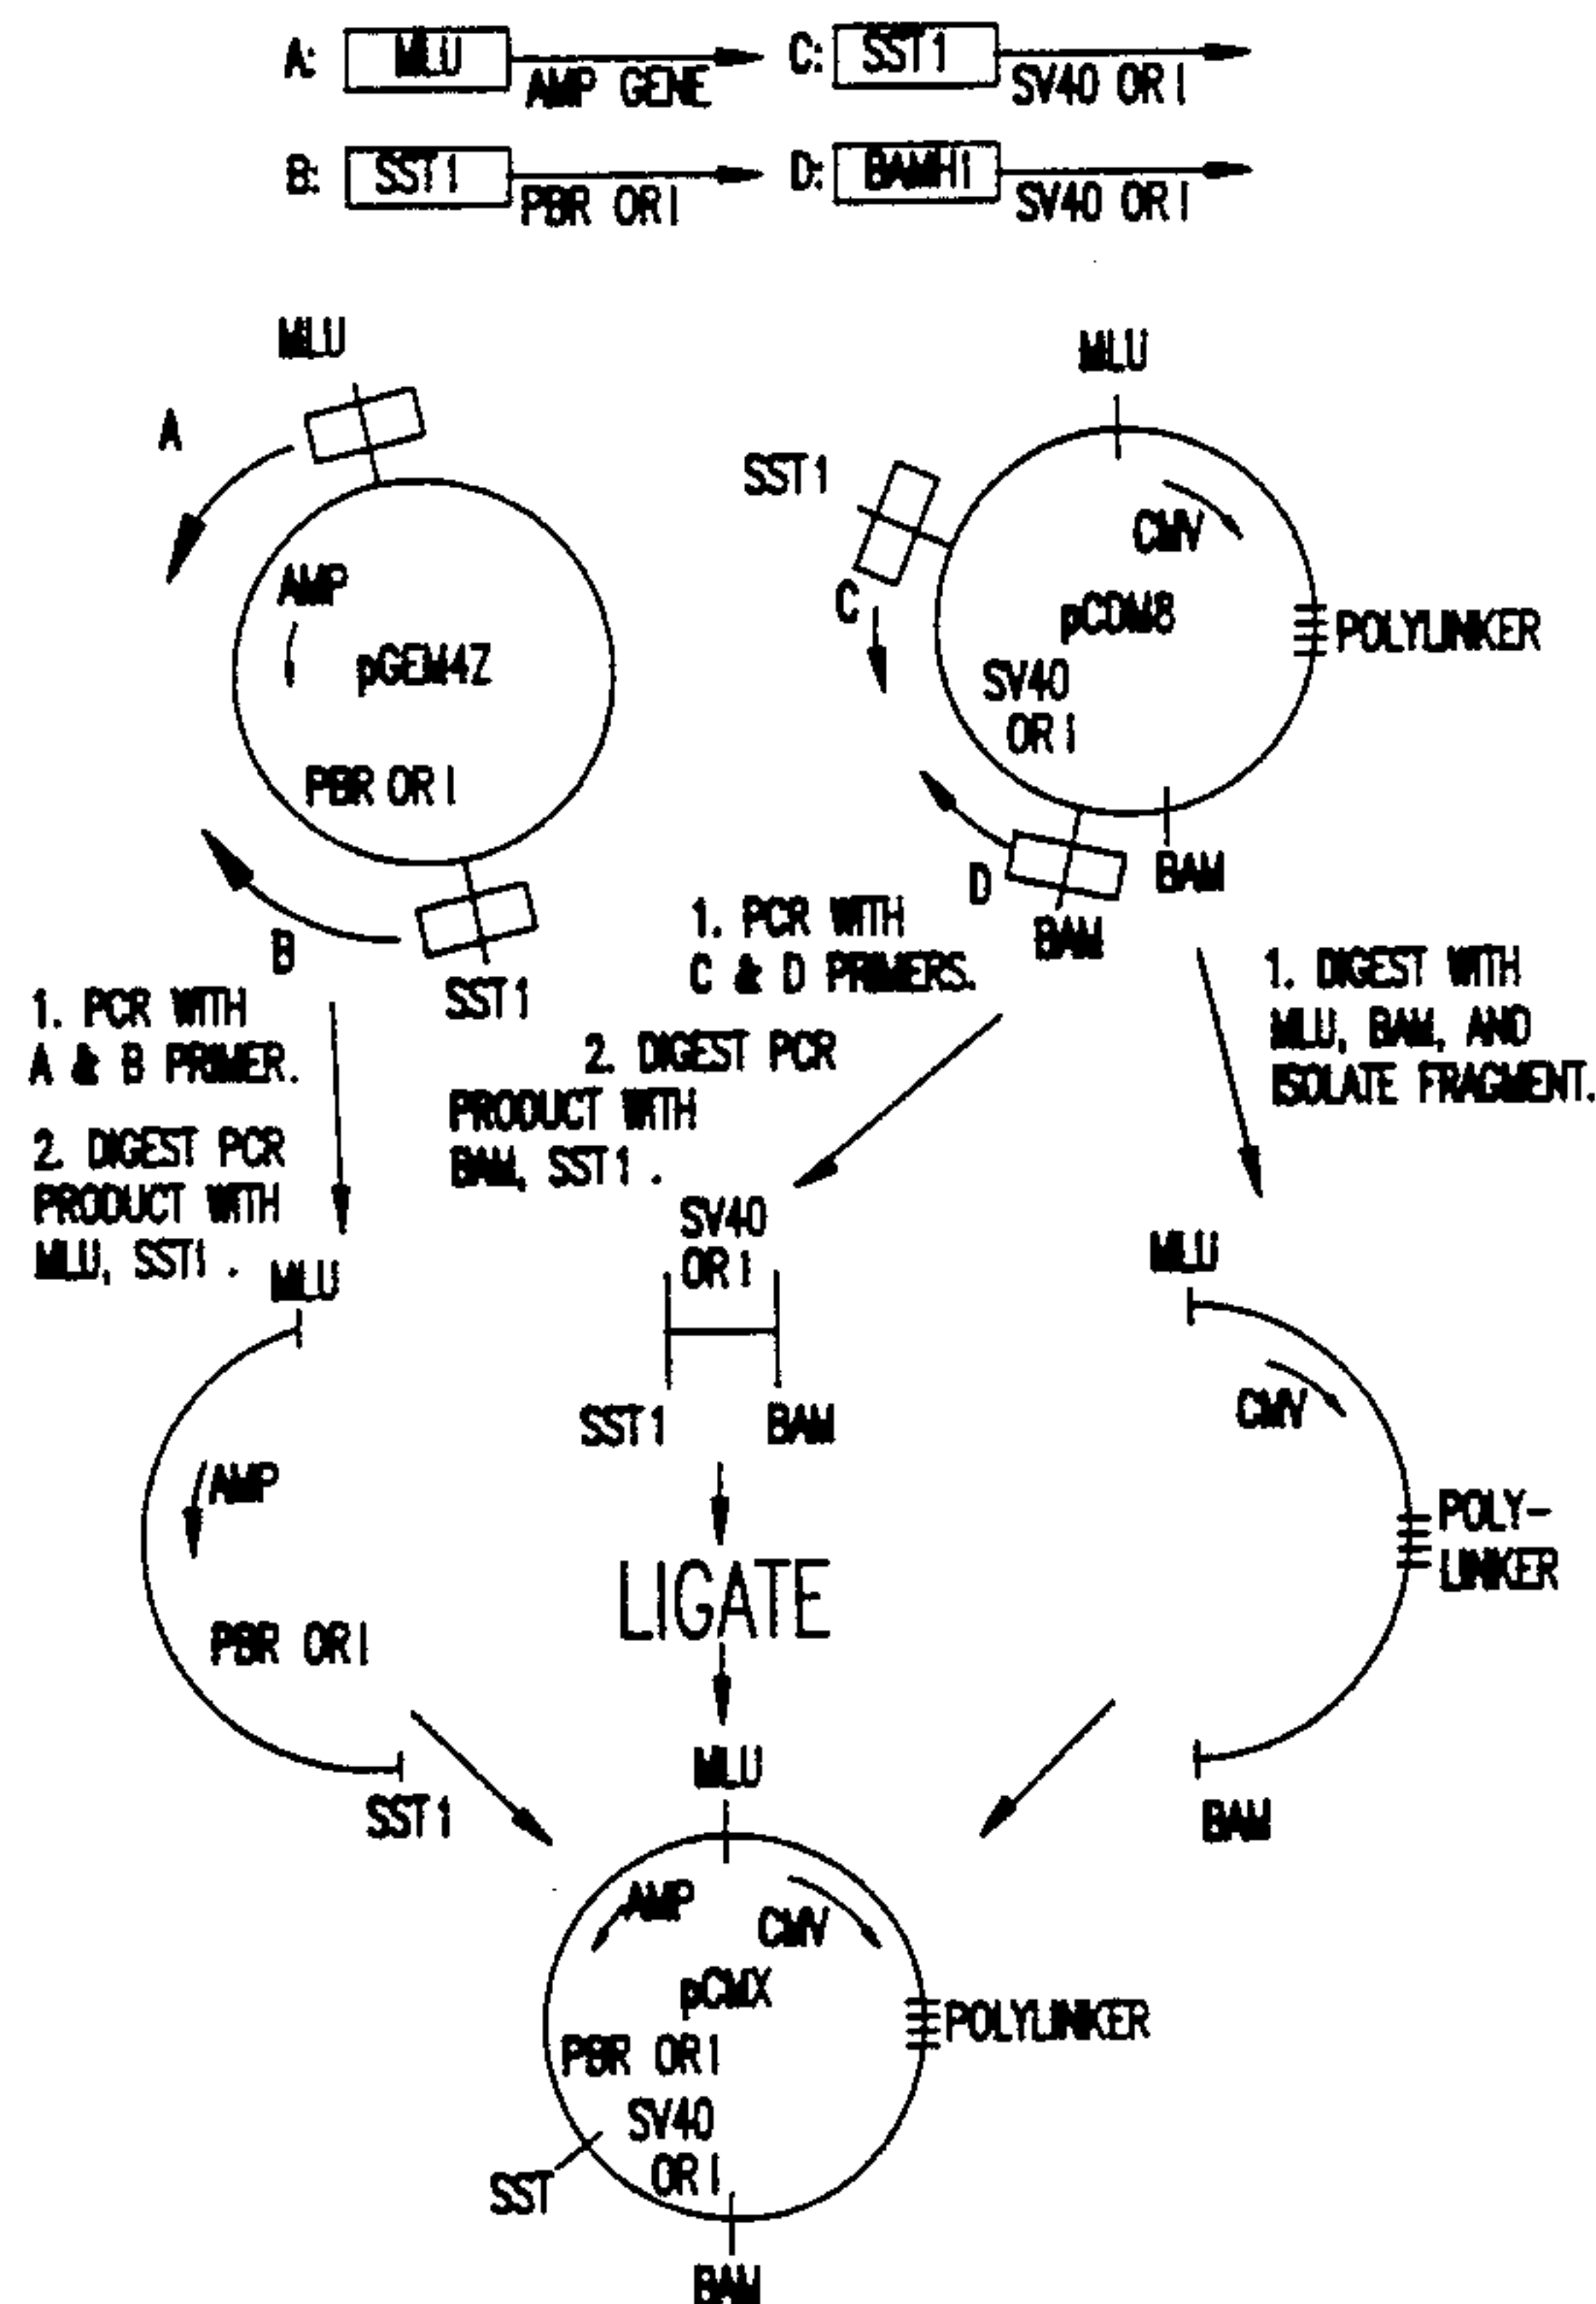 A: MLU
AMP GENE
C: SST1
SV40 ORI
B: SST1
PBR ORI
D: BAMH1
SV40 ORI
MLU
A
AMP
pGEM4Z
PBR ORI
B
SST1
MLU
SST1
CMV
C
pCDM8
POLYLINKER
SV40
ORI
D
BAM
BAM
1. PCR WITH
A & B PRIMER.
2. DIGEST PCR
PRODUCT WITH
MLU, SST1 .
1. PCR WITH
C & D PRIMERS.
2. DIGEST PCR
PRODUCT WITH
BAM, SST1 .
1. DIGEST WITH
MLU, BAM, AND
ISOLATE FRAGMENT.
MLU
AMP
PBR ORI
SST1
SV40
ORI
SST1 BAM
LIGATE
MLU
CMV
POLY-
LINKER
BAM
MLU
AMP
CMV
pCMX
PBR ORI
POLYLINKER
SV40
ORI
SST
BAM